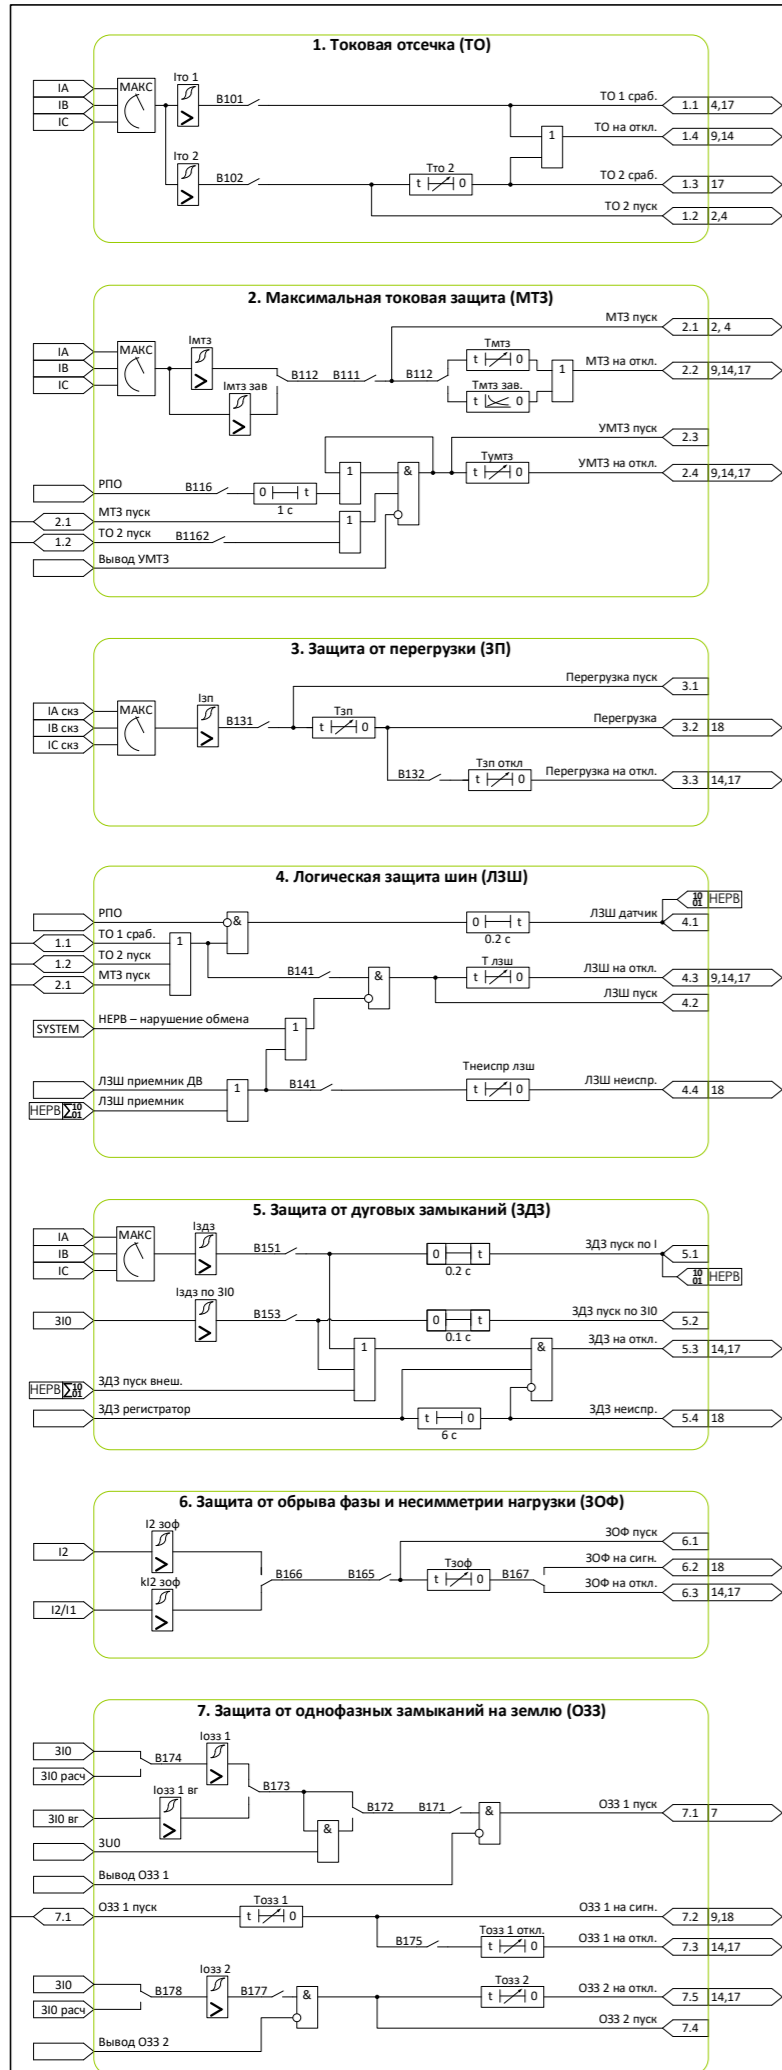 1. Токовая отсечка (ТО)
IA
IB
IC
МАКС
Iто 1
B101
ТО 1 сраб.
1.1 4,17
1
ТО на откл.
1.4 9,14
Iто 2
B102
Tто 2
t 0
ТО 2 сраб.
1.3 17
ТО 2 пуск
1.2 2,4
2. Максимальная токовая защита (МТЗ)
IA
IB
IC
МАКС
Iмтз
Iмтз зав
B112
B111
B112
МТЗ пуск
2.1 2, 4
Tмтз
t 0
Tмтз зав.
t 0
1
МТЗ на откл.
2.2 9,14,17
УМТЗ пуск
2.3
Tумтз
t 0
УМТЗ на откл.
2.4 9,14,17
РПО
B116
0 t
1 с
1
&
2.1
МТЗ пуск
1.2
ТО 2 пуск
B1162
1
Вывод УМТЗ
3. Защита от перегрузки (ЗП)
IA скз
IB скз
IC скз
МАКС
Iзп
B131
Перегрузка пуск
3.1
Tзп
t 0
Перегрузка
3.2 18
B132
Tзп откл
t 0
Перегрузка на откл.
3.3 14,17
4. Логическая защита шин (ЛЗШ)
РПО
1.1
ТО 1 сраб.
1.2
ТО 2 пуск
2.1
МТЗ пуск
1
&
0 t
0.2 с
ЛЗШ датчик
10
01 НЕРВ
4.1
B141
&
Т лзш
t 0
ЛЗШ на откл.
4.3 9,14,17
ЛЗШ пуск
4.2
SYSTEM
НЕРВ – нарушение обмена
1
ЛЗШ приемник ДВ
НЕРВ Σ 10
01
ЛЗШ приемник
1
B141
Tнеиспр лзш
t 0
ЛЗШ неиспр.
4.4 18
5. Защита от дуговых замыканий (ЗДЗ)
IA
IB
IC
МАКС
Iздз
B151
0 t
0.2 с
ЗДЗ пуск по I
5.1
10
01 НЕРВ
3I0
Iздз по 3I0
B153
0 t
0.1 с
ЗДЗ пуск по 3I0
5.2
1
&
ЗДЗ на откл.
5.3 14,17
НЕРВ Σ 10
01
ЗДЗ пуск внеш.
ЗДЗ регистратор
t 0
6 с
ЗДЗ неиспр.
5.4 18
6. Защита от обрыва фазы и несимметрии нагрузки (ЗОФ)
I2
I2 зоф
I2/I1
kI2 зоф
B166
B165
ЗОФ пуск
6.1
Tзоф
t 0
B167
ЗОФ на сигн.
6.2 18
ЗОФ на откл.
6.3 14,17
7. Защита от однофазных замыканий на землю (ОЗЗ)
3I0
3I0 расч
B174
Iозз 1
3I0 вг
Iозз 1 вг
B173
3U0
&
B172
B171
&
ОЗЗ 1 пуск
7.1 7
Вывод ОЗЗ 1
7.1
ОЗЗ 1 пуск
Tозз 1
t 0
ОЗЗ 1 на сигн.
7.2 9,18
B175
Tозз 1 откл.
t 0
ОЗЗ 1 на откл.
7.3 14,17
3I0
3I0 расч
B178
Iозз 2
B177
&
Tозз 2
t 0
ОЗЗ 2 на откл.
7.5 14,17
ОЗЗ 2 пуск
7.4
Вывод ОЗЗ 2